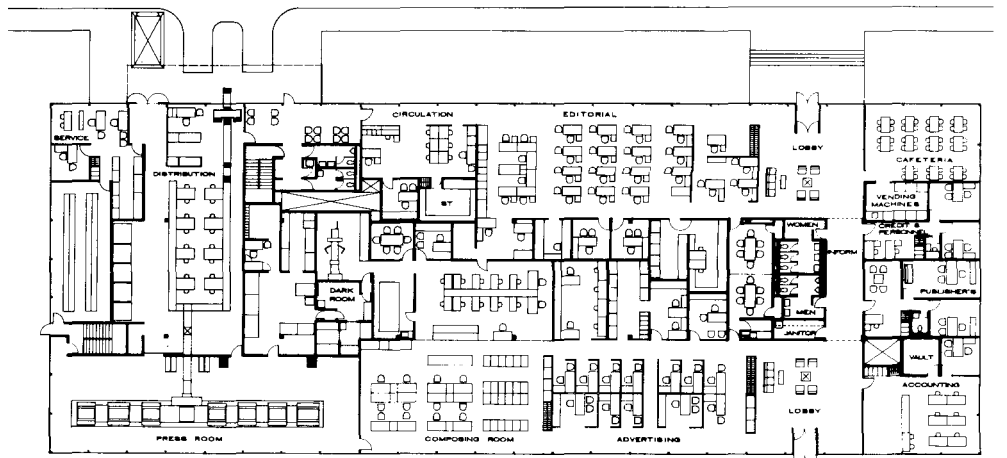 CIRCULATION
EDITORIAL
SERVICE
LOBBY
CAFETERIA
DISTRIBUTION
VENDING
MACHINES
ST
WOMEN
CREDIT &
PERSONNEL
INFORM
DARK
ROOM
PUBLISHER'S
MEN
JANITOR
VAULT
ACCOUNTING
LOBBY
PRESS ROOM
COMPOSING ROOM
ADVERTISING